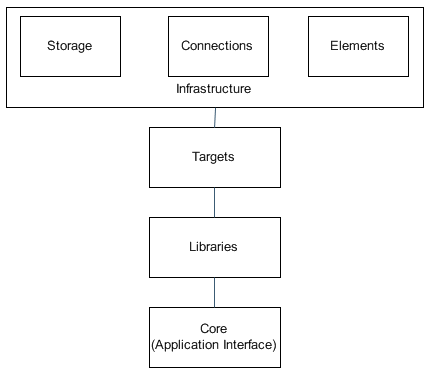 Storage
Connections
Elements
Infrastructure
Targets
Libraries
Core
(Application Interface)